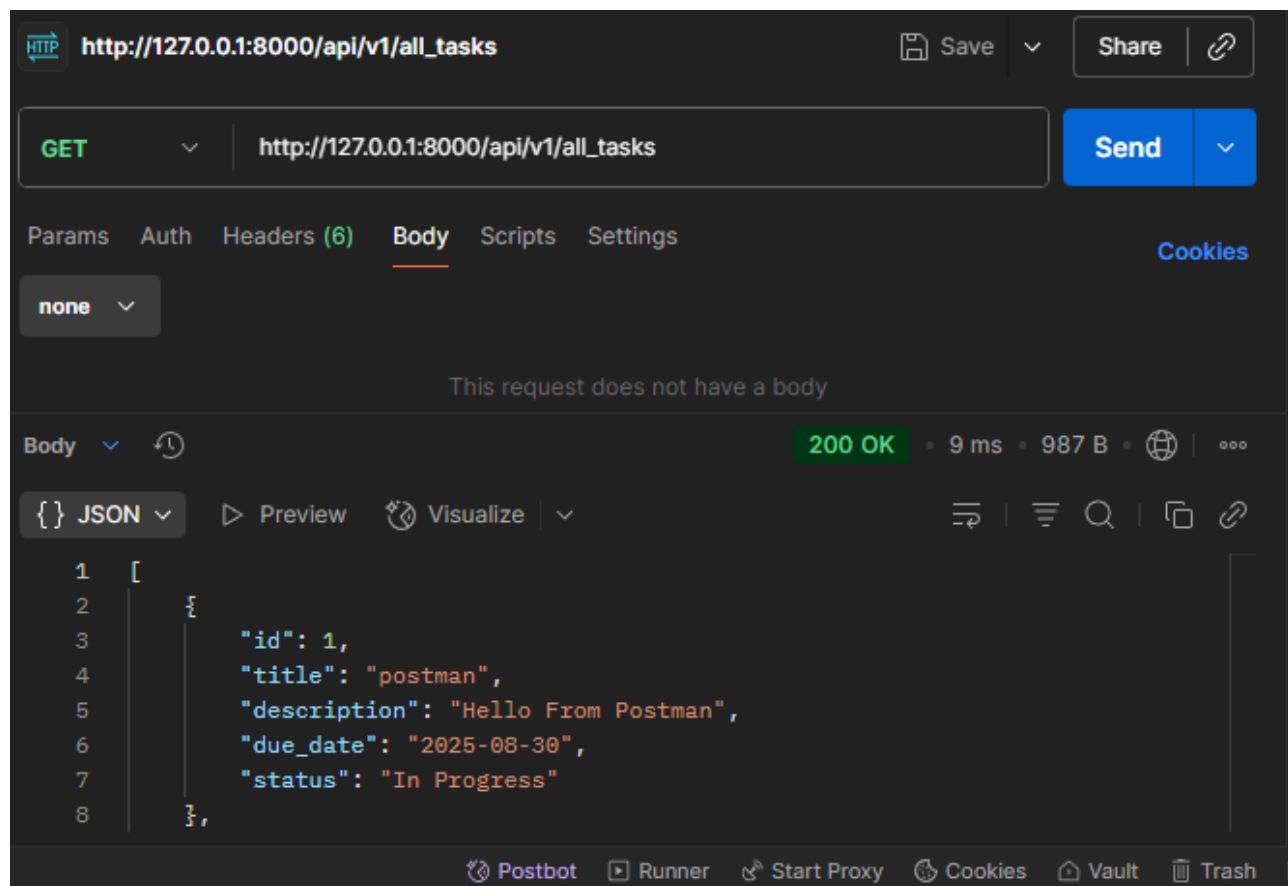 HTTP http://127.0.0.1:8000/api/v1/all_tasks Save Share
GET http://127.0.0.1:8000/api/v1/all_tasks Send
Params Auth Headers (6) Body Scripts Settings Cookies
none
This request does not have a body
Body 200 OK • 9 ms • 987 B •
{} JSON Preview Visualize
1 [
2 {
3 "id": 1,
4 "title": "postman",
5 "description": "Hello From Postman",
6 "due_date": "2025-08-30",
7 "status": "In Progress"
8 },
Postbot Runner Start Proxy Cookies Vault Trash